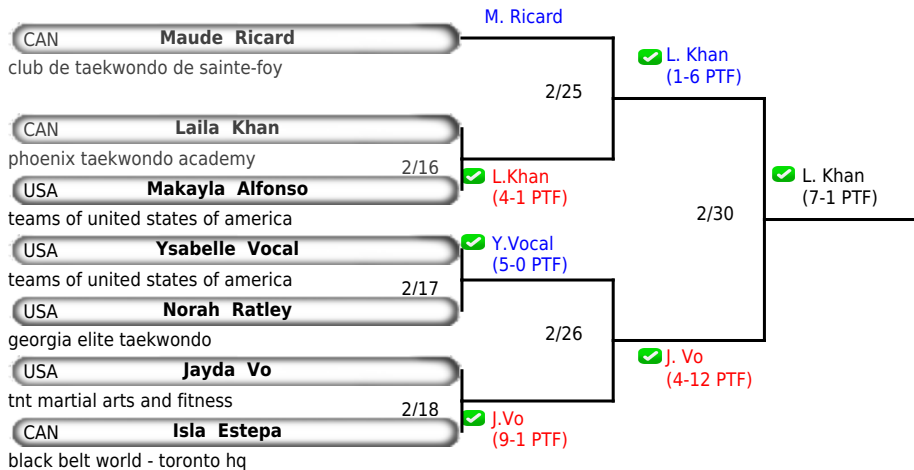 M. Ricard
CAN Maude Ricard
club de taekwondo de sainte-foy
L. Khan
(1-6 PTF)
2/25
CAN Laila Khan
phoenix taekwondo academy
2/16
L.Khan
(4-1 PTF)
USA Makayla Alfonso
teams of united states of america
L. Khan
(7-1 PTF)
2/30
USA Ysabelle Vocal
Y.Vocal
(5-0 PTF)
teams of united states of america
2/17
USA Norah Ratley
georgia elite taekwondo
2/26
J. Vo
(4-12 PTF)
USA Jayda Vo
tnt martial arts and fitness
2/18
J.Vo
(9-1 PTF)
CAN Isla Estepa
black belt world - toronto hq